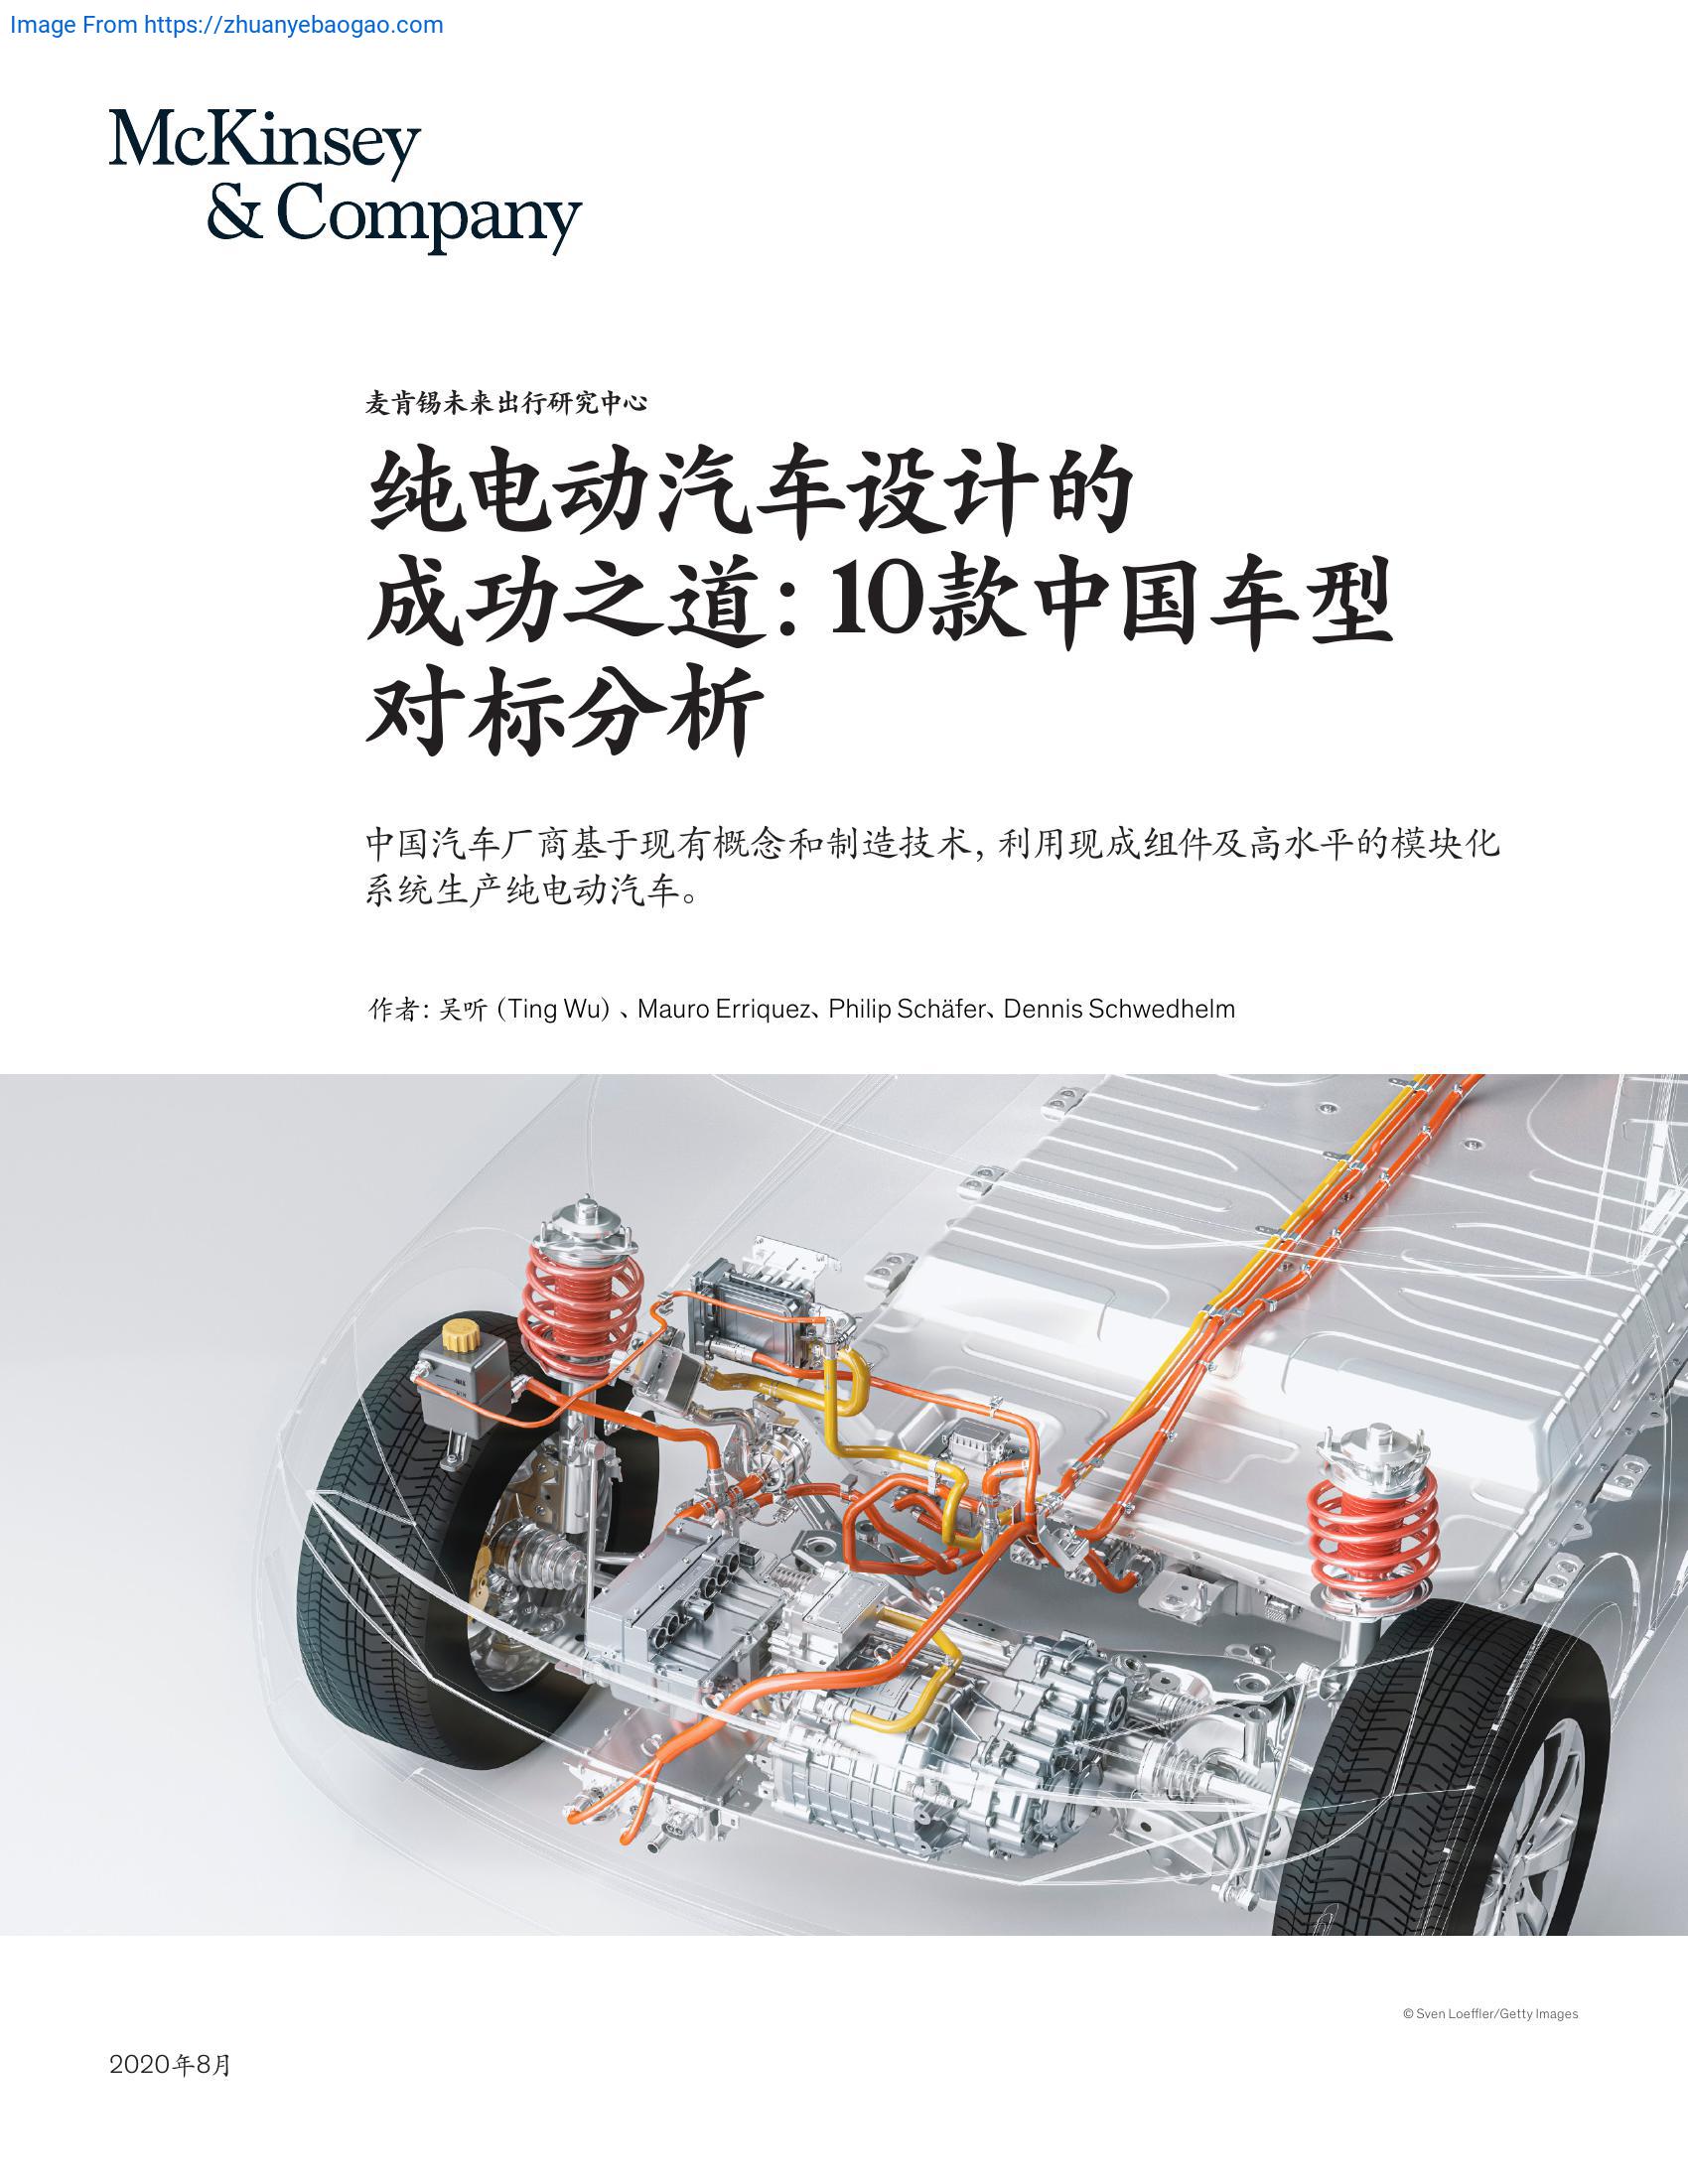 Image From https://zhuanyebaogao.com
McKinsey
& Company
麦肯锡未来出行研究中心
纯电动汽车设计的
成功之道：10款中国车型
对标分析
中国汽车厂商基于现有概念和制造技术，利用现成组件及高水平的模块化
系统生产纯电动汽车。
作者：吴听（Ting Wu）、Mauro Erriquez、Philip Schäfer、Dennis Schwedhelm
© Sven Loeffler/Getty Images
2020年8月